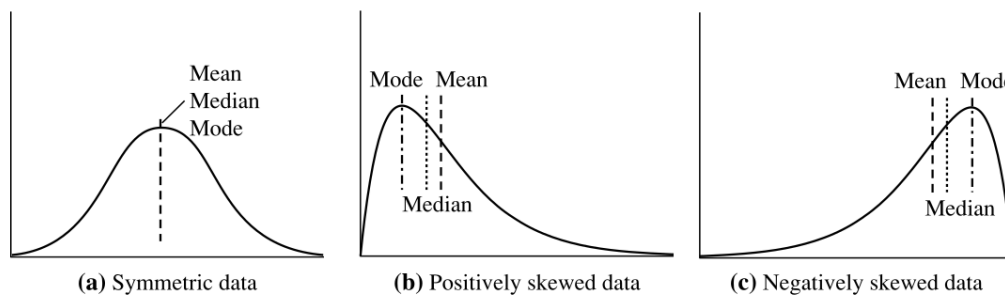 Mean
Median
Mode
(a) Symmetric data
Mode
Mean
Median
(b) Positively skewed data
Mean
Mode
Median
(c) Negatively skewed data